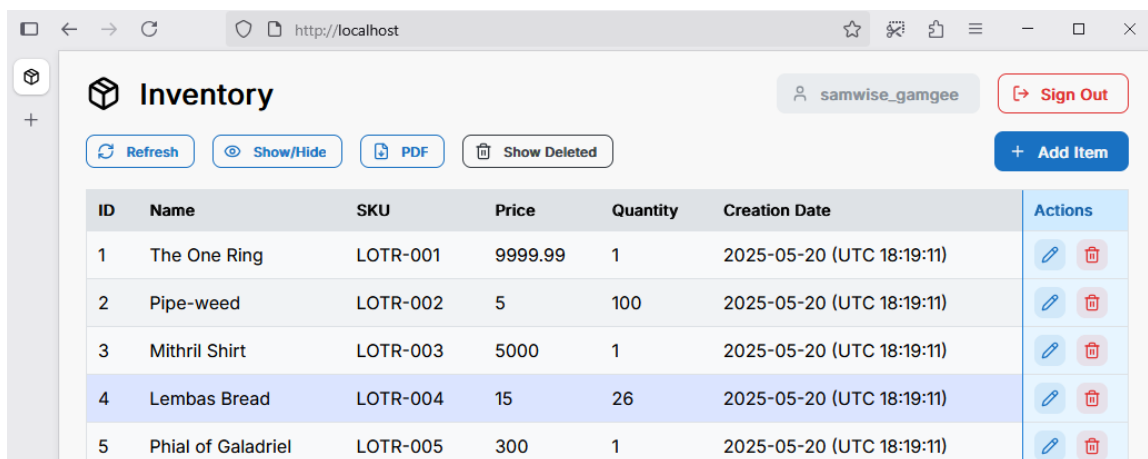 http://localhost
Inventory
samwise_gamgee
Sign Out
Refresh
Show/Hide
PDF
Show Deleted
+ Add Item
ID Name SKU Price Quantity Creation Date Actions
1 The One Ring LOTR-001 9999.99 1 2025-05-20 (UTC 18:19:11)
2 Pipe-weed LOTR-002 5 100 2025-05-20 (UTC 18:19:11)
3 Mithril Shirt LOTR-003 5000 1 2025-05-20 (UTC 18:19:11)
4 Lembas Bread LOTR-004 15 26 2025-05-20 (UTC 18:19:11)
5 Phial of Galadriel LOTR-005 300 1 2025-05-20 (UTC 18:19:11)